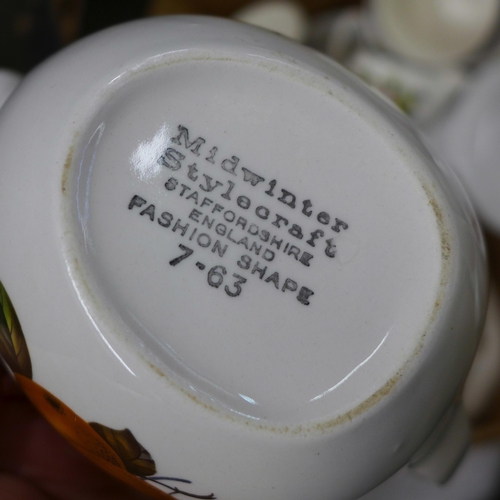 Midwinter
Stylecraft
STAFFORDSHIRE
ENGLAND
FASHION SHAPE
7-63